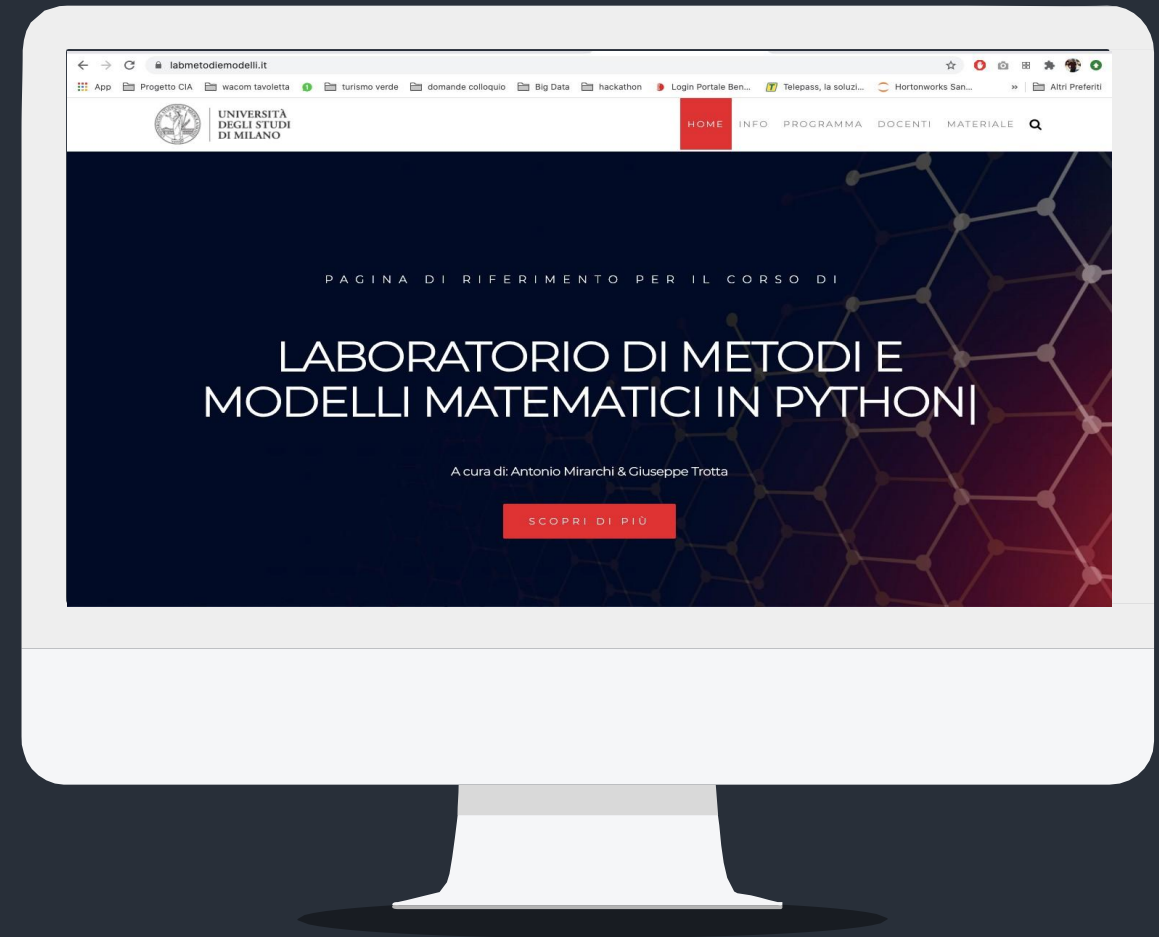 labmetodiemodelli.it
App Progetto CIA wacom tavoletta turismo verde domande colloquio Big Data hackathon Login Portale Ben... Telepass, la soluzi... Hortonworks San... » Altri Preferiti
UNIVERSITÀ
DEGLI STUDI
DI MILANO
HOME INFO PROGRAMMA DOCENTI MATERIALE
PAGINA DI RIFERIMENTO PER IL CORSO DI
LABORATORIO DI METODI E
MODELLI MATEMATICI IN PYTHON|
A cura di: Antonio Mirarchi & Giuseppe Trotta
SCOPRI DI PIÙ